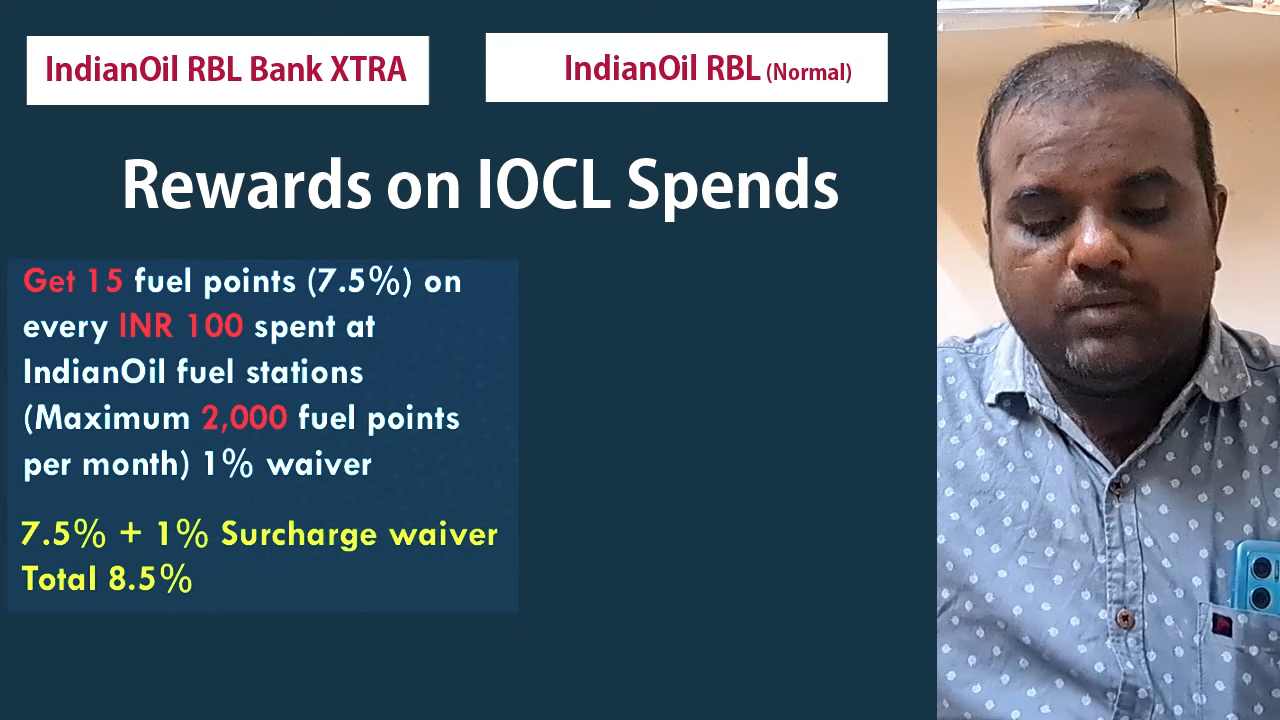 IndianOil RBL Bank XTRA
IndianOil RBL (Normal)
Rewards on IOCL Spends
Get 15 fuel points (7.5%) on
every INR 100 spent at
IndianOil fuel stations
(Maximum 2,000 fuel points
per month) 1% waiver
7.5% + 1% Surcharge waiver
Total 8.5%